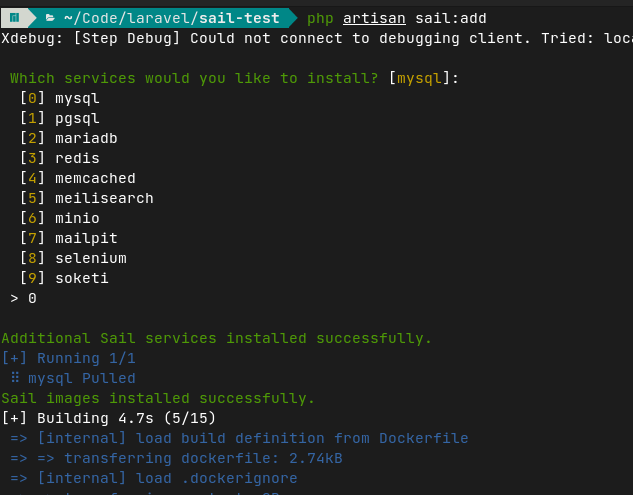 ~/Code/laravel/sail-test php artisan sail:add
Xdebug: [Step Debug] Could not connect to debugging client. Tried:
Which services would you like to install? [mysql]:
[0] mysql
[1] pgsql
[2] mariadb
[3] redis
[4] memcached
[5] meilisearch
[6] minio
[7] mailpit
[8] selenium
[9] soketi
> 0
Additional Sail services installed successfully.
[+] Running 1/1
⠿ mysql Pulled
Sail images installed successfully.
[+] Building 4.7s (5/15)
=> [internal] load build definition from Dockerfile
=> => transferring dockerfile: 2.74kB
=> [internal] load .dockerignore